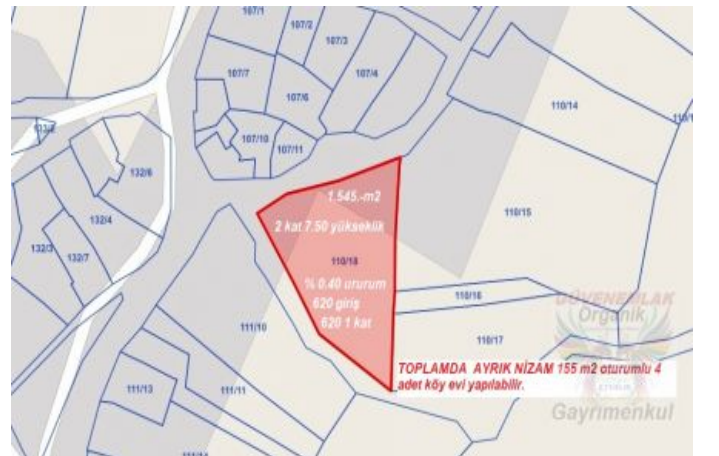 107/1
107/2
107/3
107/7
107/4
107/6
110/14
107/10
107/11
132/6
1.545.-m2
132/4
2 kat 7.50 yükseklik
110/15
132/3
132/7
110/18
% 0.40 ururum
620 giriş
620 1 kat
110/16
DÜVENEMLAK
Organik
111/10
110/17
TOPLAMDA AYRIK NİZAM 155 m2 oturumlu 4
adet köy evi yapılabilir.
111/13
111/11
Gayrımenkul